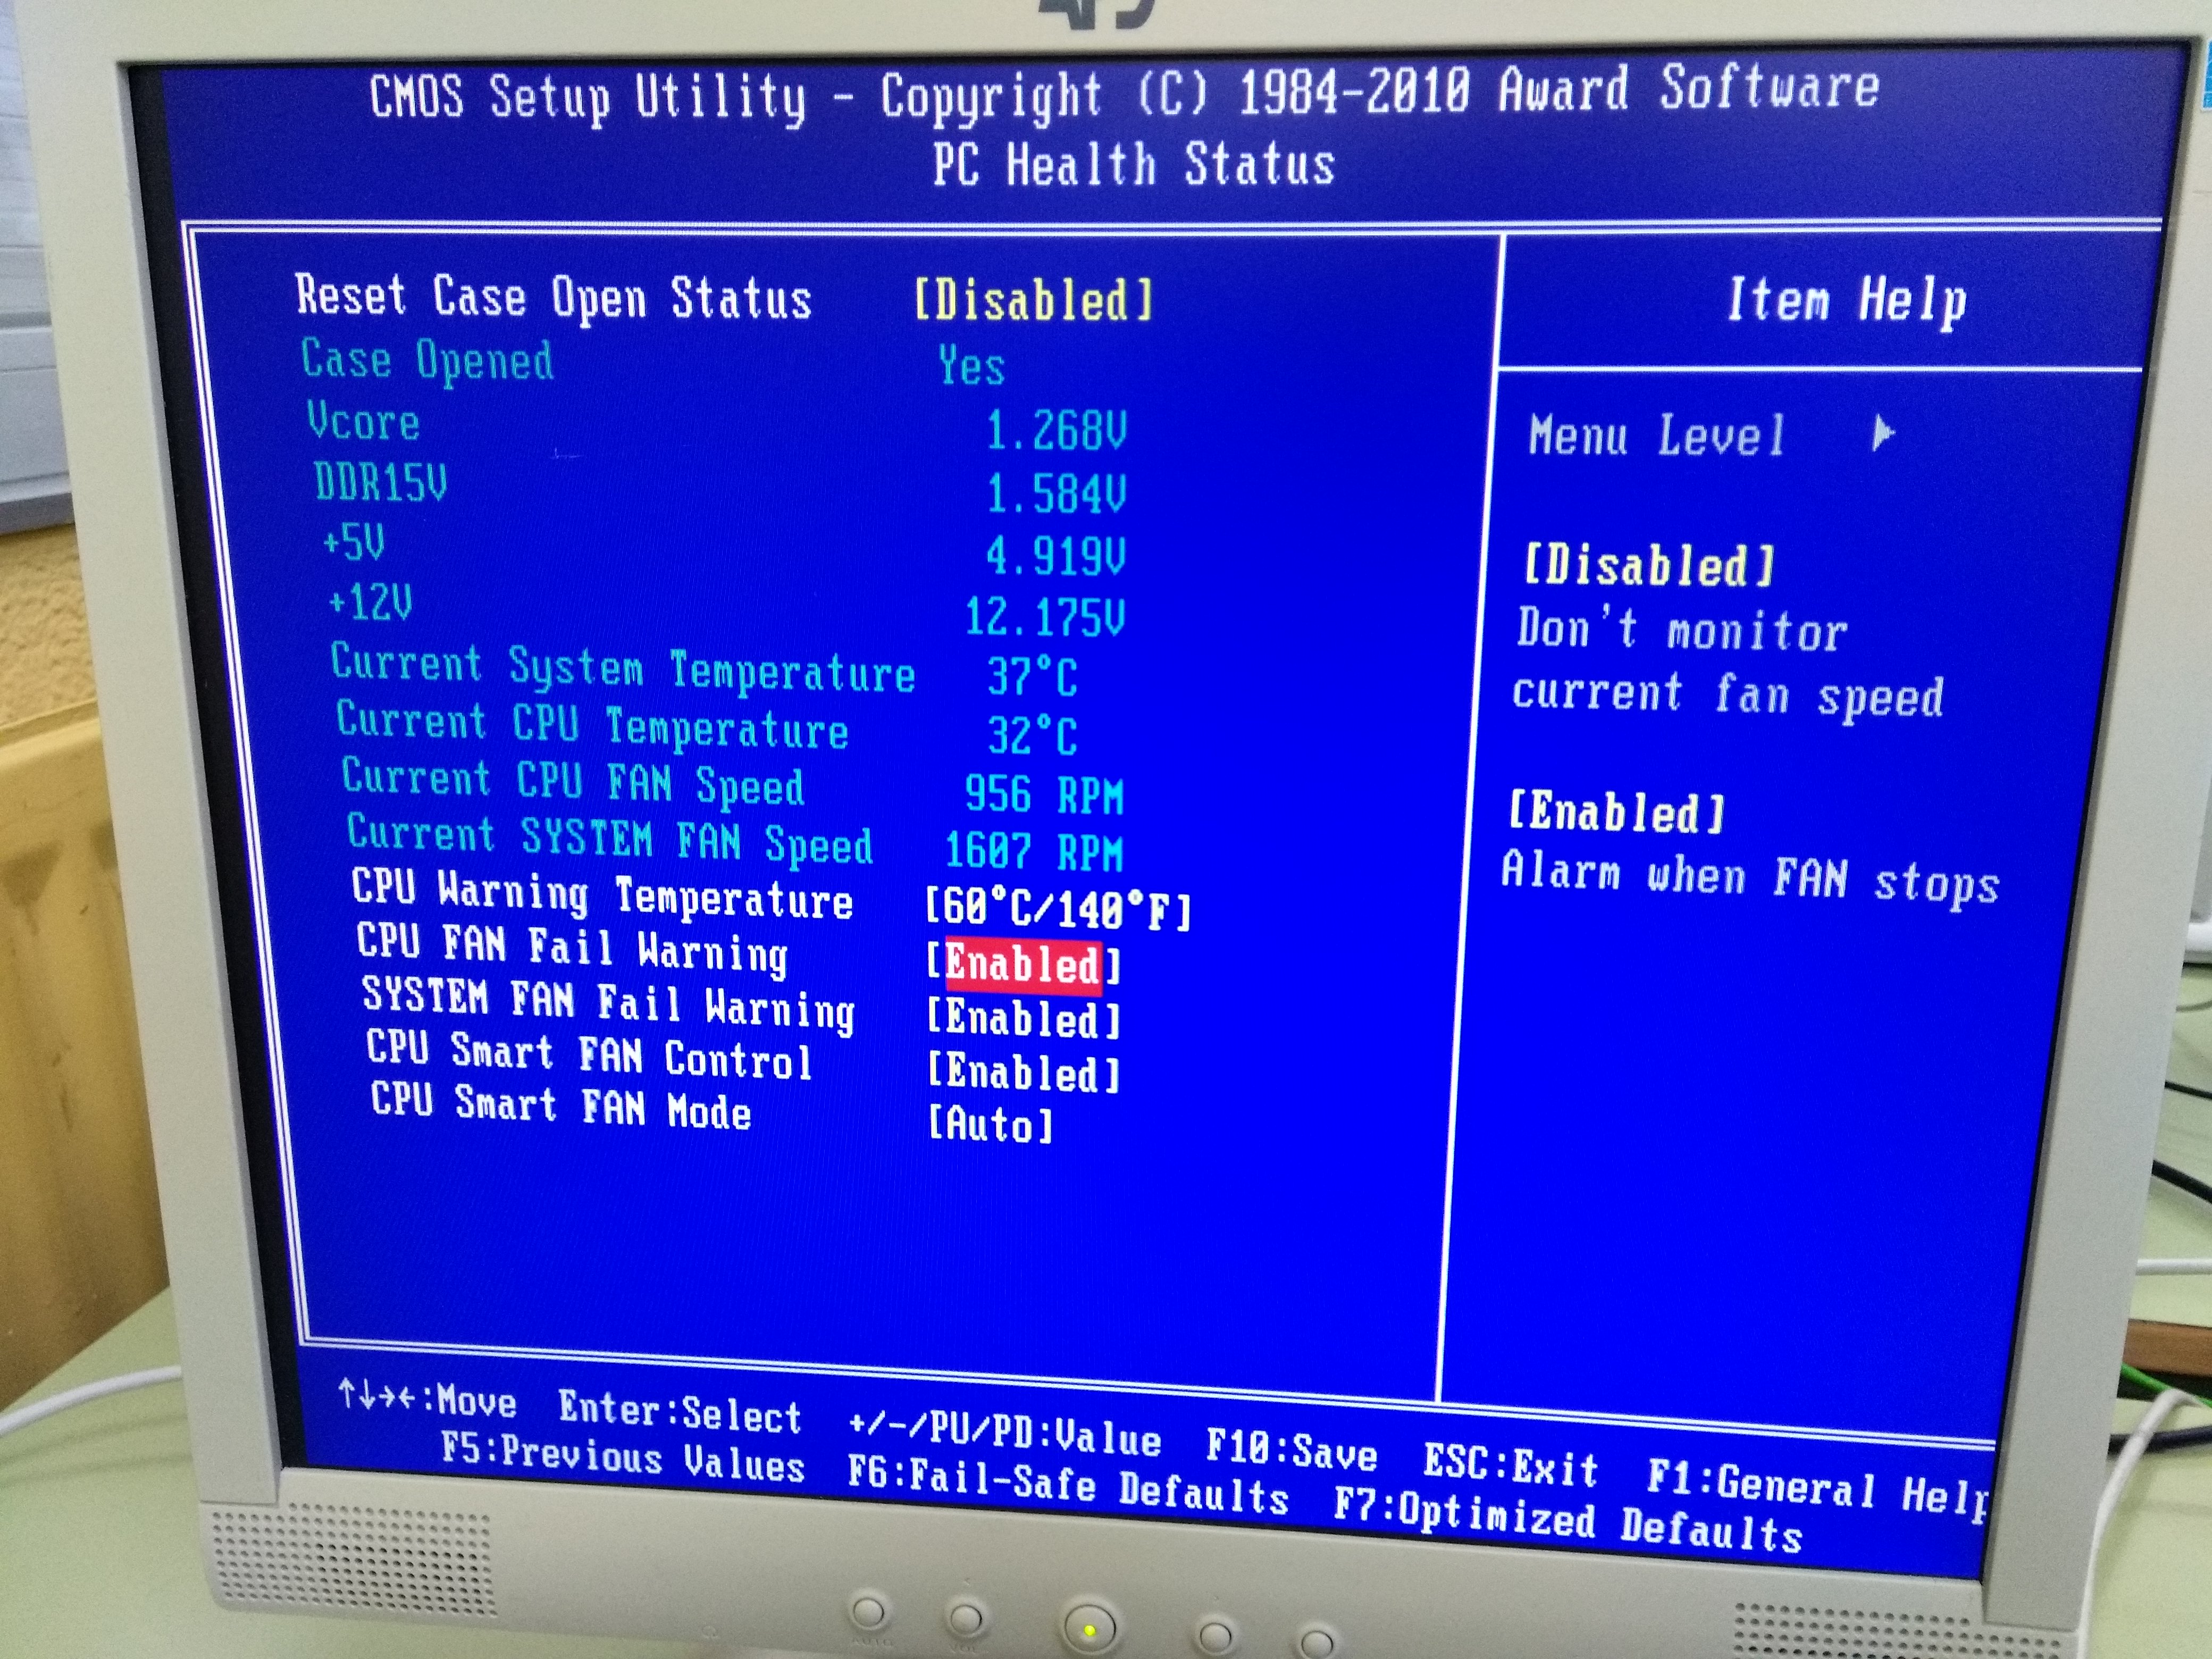 CMOS Setup Utility - Copyright (C) 1984-2010 Award Software
PC Health Status
Reset Case Open Status [Disabled]
Case Opened Yes
Vcore 1.268V
DDR15V 1.584V
+5V 4.919V
+12V 12.175V
Current System Temperature 37°C
Current CPU Temperature 32°C
Current CPU FAN Speed 956 RPM
Current SYSTEM FAN Speed 1607 RPM
CPU Warning Temperature [60°C/140°F]
CPU FAN Fail Warning [Enabled]
SYSTEM FAN Fail Warning [Enabled]
CPU Smart FAN Control [Enabled]
CPU Smart FAN Mode [Auto]
Item Help
Menu Level ►
[Disabled]
Don't monitor
current fan speed
[Enabled]
Alarm when FAN stops
↑↓→←:Move Enter:Select +/-/PU/PD:Value F10:Save ESC:Exit F1:General Help
F5:Previous Values F6:Fail-Safe Defaults F7:Optimized Defaults